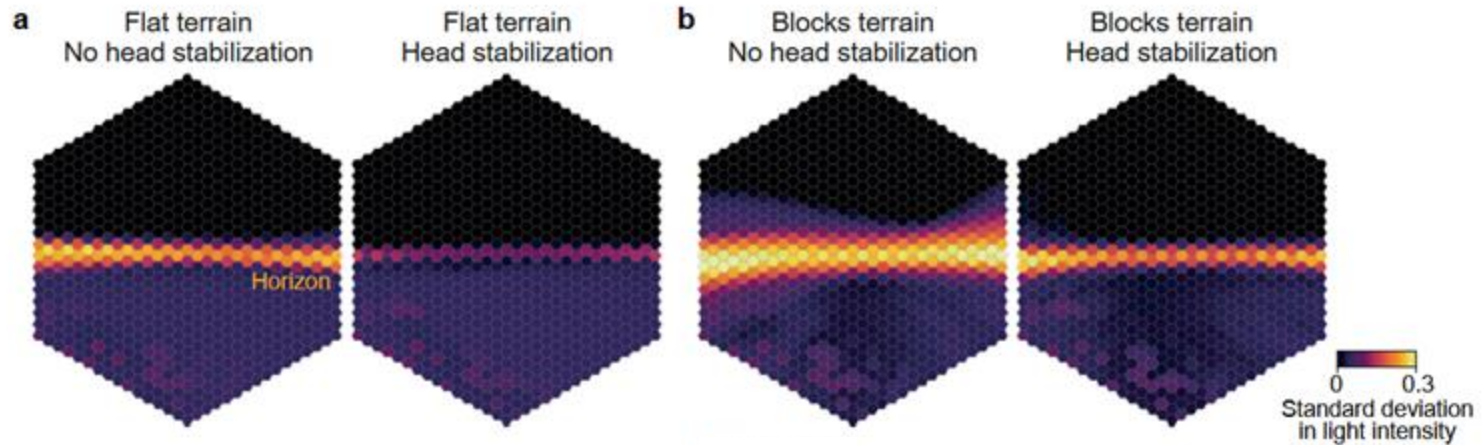 a
Flat terrain
No head stabilization
Flat terrain
Head stabilization
b
Blocks terrain
No head stabilization
Blocks terrain
Head stabilization
Horizon
0
0.3
Standard deviation
in light intensity